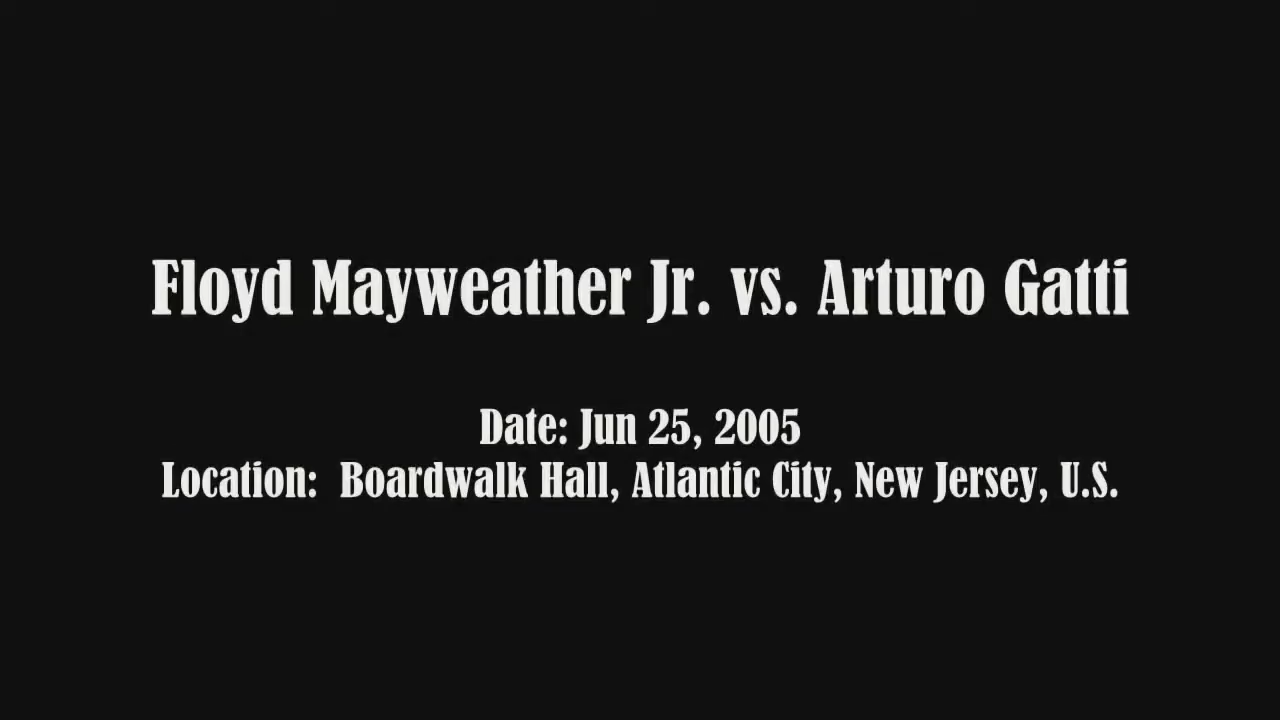 Floyd Mayweather Jr. vs. Arturo Gatti
Date: Jun 25, 2005
Location: Boardwalk Hall, Atlantic City, New Jersey, U.S.